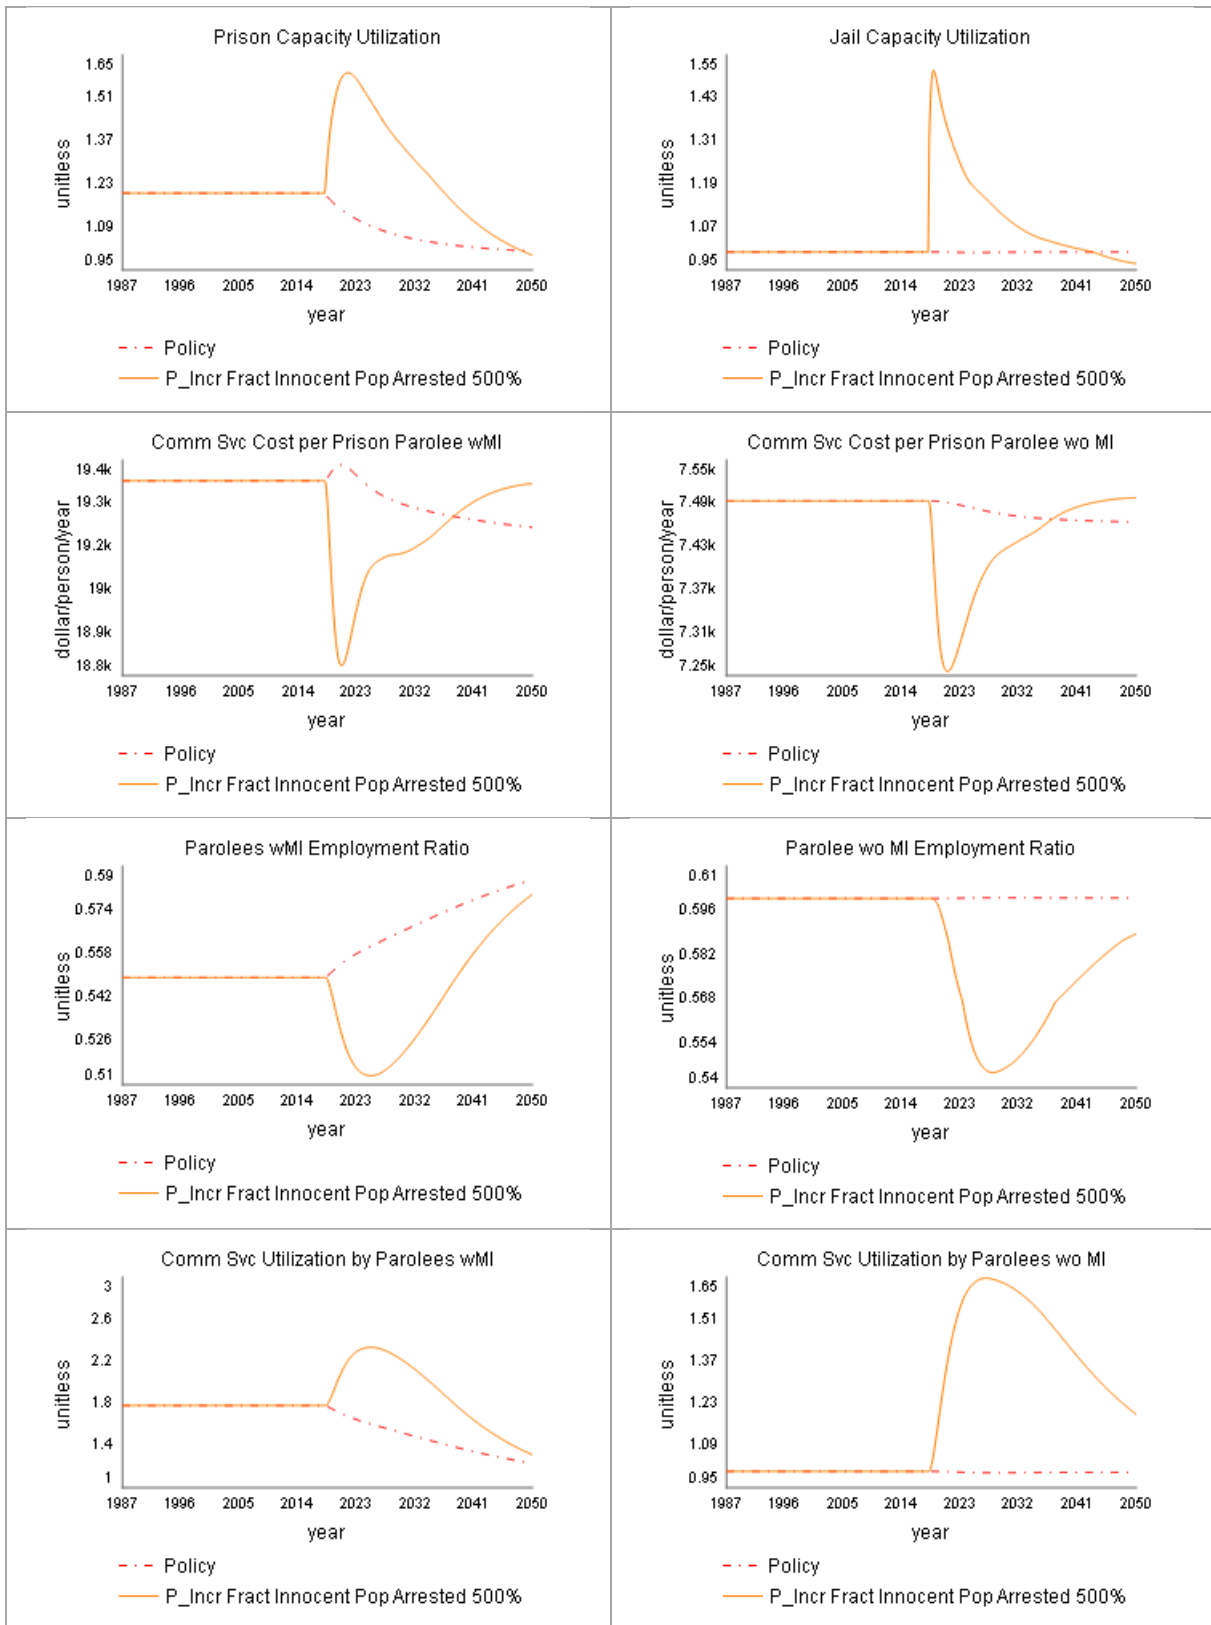 Prison Capacity Utilization
1.65
1.51
1.37
1.23
1.09
0.95
unitless
1987 1996 2005 2014 2023 2032 2041 2050
year
Policy
P_Incr Fract Innocent Pop Arrested 500%
Jail Capacity Utilization
1.55
1.43
1.31
1.19
1.07
0.95
unitless
1987 1996 2005 2014 2023 2032 2041 2050
year
Policy
P_Incr Fract Innocent Pop Arrested 500%
Comm Svc Cost per Prison Parolee wMI
19.4k
19.3k
19.2k
19k
18.9k
18.8k
dollar/person/year
1987 1996 2005 2014 2023 2032 2041 2050
year
Policy
P_Incr Fract Innocent Pop Arrested 500%
Comm Svc Cost per Prison Parolee wo MI
7.55k
7.49k
7.43k
7.37k
7.31k
7.25k
dollar/person/year
1987 1996 2005 2014 2023 2032 2041 2050
year
Policy
P_Incr Fract Innocent Pop Arrested 500%
Parolees wMI Employment Ratio
0.59
0.574
0.558
0.542
0.526
0.51
unitless
1987 1996 2005 2014 2023 2032 2041 2050
year
Policy
P_Incr Fract Innocent Pop Arrested 500%
Parolee wo MI Employment Ratio
0.61
0.596
0.582
0.568
0.554
0.54
unitless
1987 1996 2005 2014 2023 2032 2041 2050
year
Policy
P_Incr Fract Innocent Pop Arrested 500%
Comm Svc Utilization by Parolees wMI
3
2.6
2.2
1.8
1.4
1
unitless
1987 1996 2005 2014 2023 2032 2041 2050
year
Policy
P_Incr Fract Innocent Pop Arrested 500%
Comm Svc Utilization by Parolees wo MI
1.65
1.51
1.37
1.23
1.09
0.95
unitless
1987 1996 2005 2014 2023 2032 2041 2050
year
Policy
P_Incr Fract Innocent Pop Arrested 500%